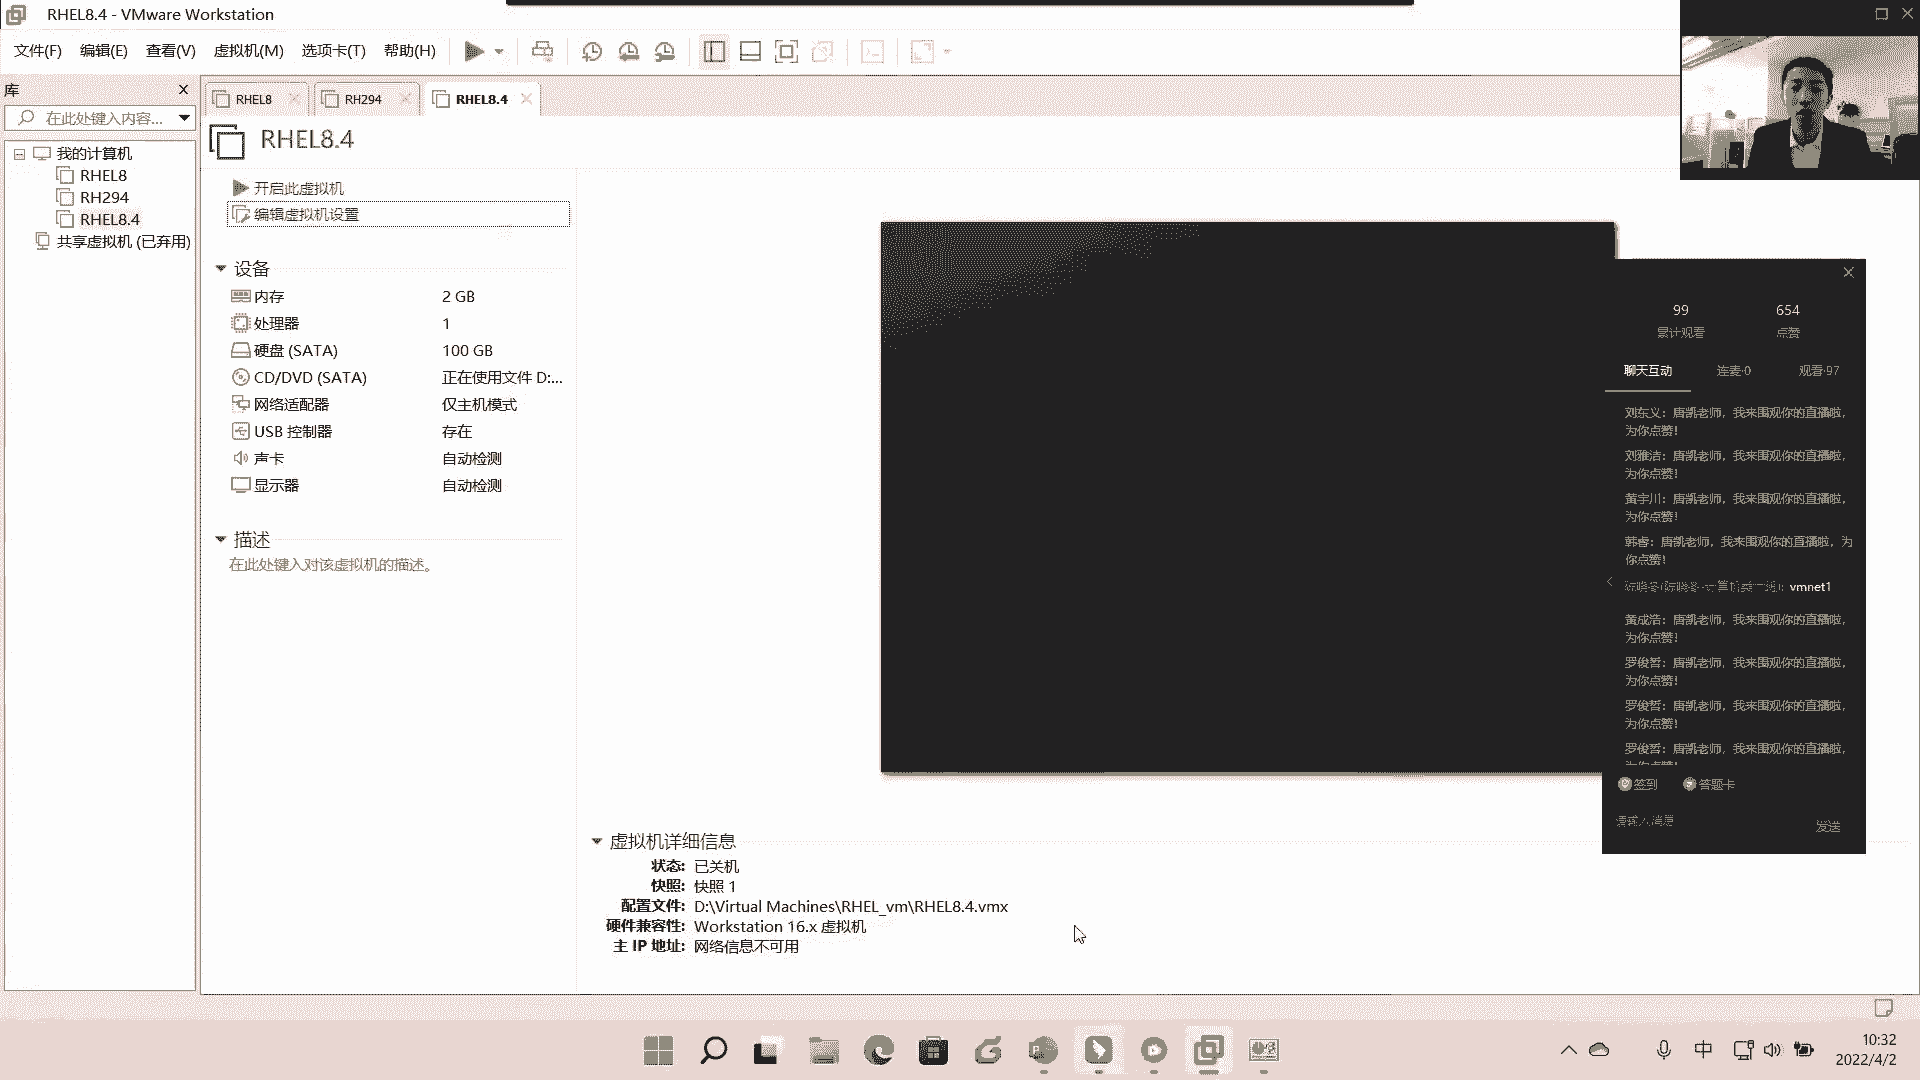 RHEL8.4 - VMware Workstation
文件(F) 编辑(E) 查看(V) 虚拟机(M) 选项卡(T) 帮助(H)
库
在此处键入内容...
我的计算机
RHEL8
RH294
RHEL8.4
共享虚拟机 (已弃用)
RHEL8 RH294 RHEL8.4
RHEL8.4
开启此虚拟机
编辑虚拟机设置
设备
内存 2 GB
处理器 1
硬盘 (SATA) 100 GB
CD/DVD (SATA) 正在使用文件 D:...
网络适配器 仅主机模式
USB 控制器 存在
声卡 自动检测
显示器 自动检测
描述
在此处键入对该虚拟机的描述。
虚拟机详细信息
状态: 已关机
快照: 快照 1
配置文件: D:\Virtual Machines\RHEL_vm\RHEL8.4.vmx
硬件兼容性: Workstation 16.x 虚拟机
主 IP 地址: 网络信息不可用
99 654
累计观看 点赞
聊天互动 连麦·0 观看·97
刘东义：唐凯老师，我来围观你的直播啦，
为你点赞！
刘雅洁：唐凯老师，我来围观你的直播啦，
为你点赞！
黄宇川：唐凯老师，我来围观你的直播啦，
为你点赞！
韩睿：唐凯老师，我来围观你的直播啦，为
你点赞！
vmnet1
黄成浩：唐凯老师，我来围观你的直播啦，
为你点赞！
罗俊哲：唐凯老师，我来围观你的直播啦，
为你点赞！
罗俊哲：唐凯老师，我来围观你的直播啦，
为你点赞！
罗俊哲：唐凯老师，我来围观你的直播啦，
为你点赞！
签到 答题卡
请输入消息
发送
中
10:32
2022/4/2